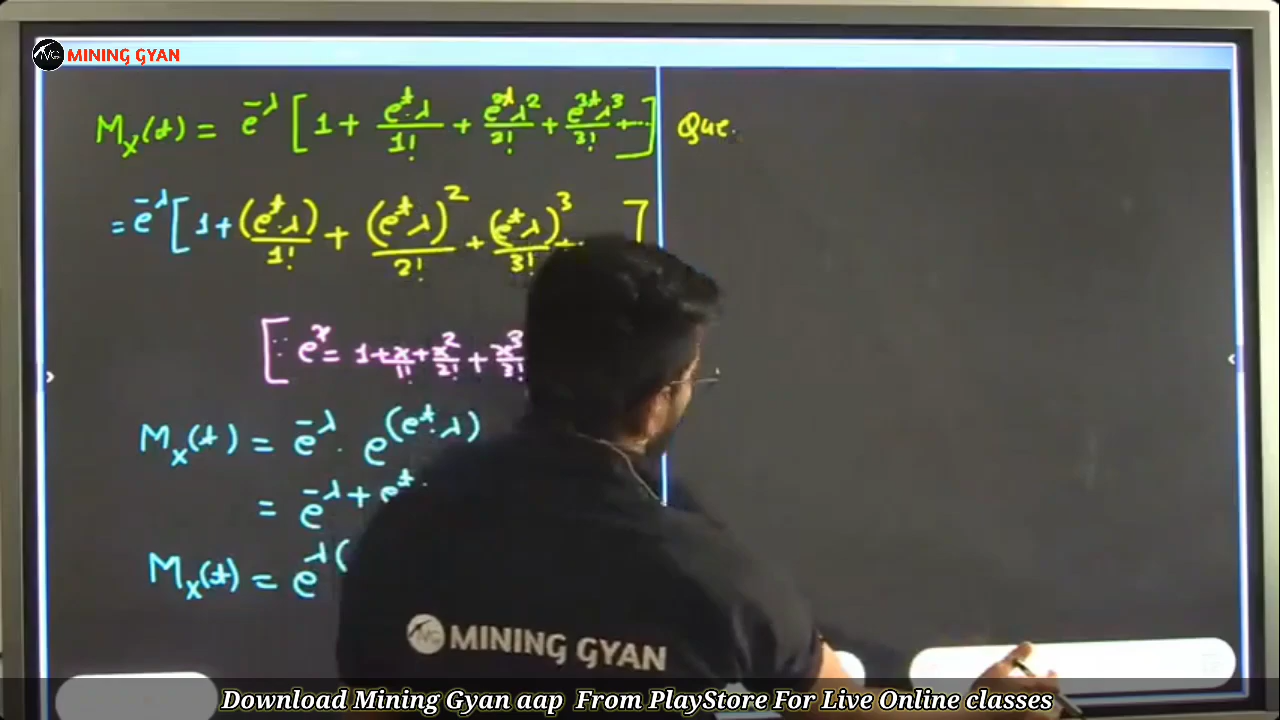 MINING GYAN
Mx(t) = e^-λ [ 1 + e^t.λ/1! + e^2t λ^2/2! + e^3t λ^3/3! + ... ]
Que.
= e^-λ [ 1 + (e^t.λ)/1! + (e^t λ)^2/2! + (e^t λ)^3/3! + .. ]
[ ∵ e^x = 1 + x/1! + x^2/2! + x^3/3!
Mx(t) = e^-λ . e^(e^t.λ)
= e^-λ + e^t.
Mx(t) = e^λ(
MINING GYAN
Download Mining Gyan aap From PlayStore For Live Online classes